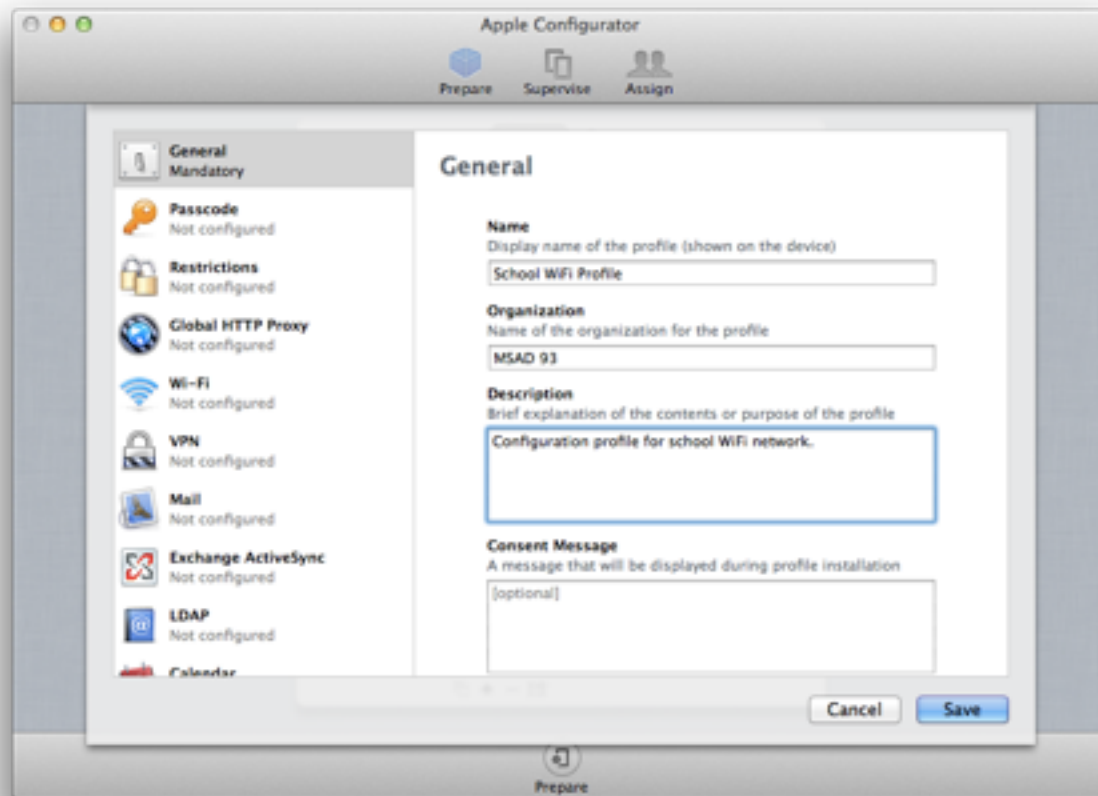 Apple Configurator
Prepare
Supervise
Assign
General
Mandatory
Passcode
Not configured
Restrictions
Not configured
Global HTTP Proxy
Not configured
Wi-Fi
Not configured
VPN
Not configured
Mail
Not configured
Exchange ActiveSync
Not configured
LDAP
Not configured
Calendar
General
Name
Display name of the profile (shown on the device)
School WiFi Profile
Organization
Name of the organization for the profile
MSAD 93
Description
Brief explanation of the contents or purpose of the profile
Configuration profile for school WiFi network.
Consent Message
A message that will be displayed during profile installation
[optional]
Cancel
Save
Prepare